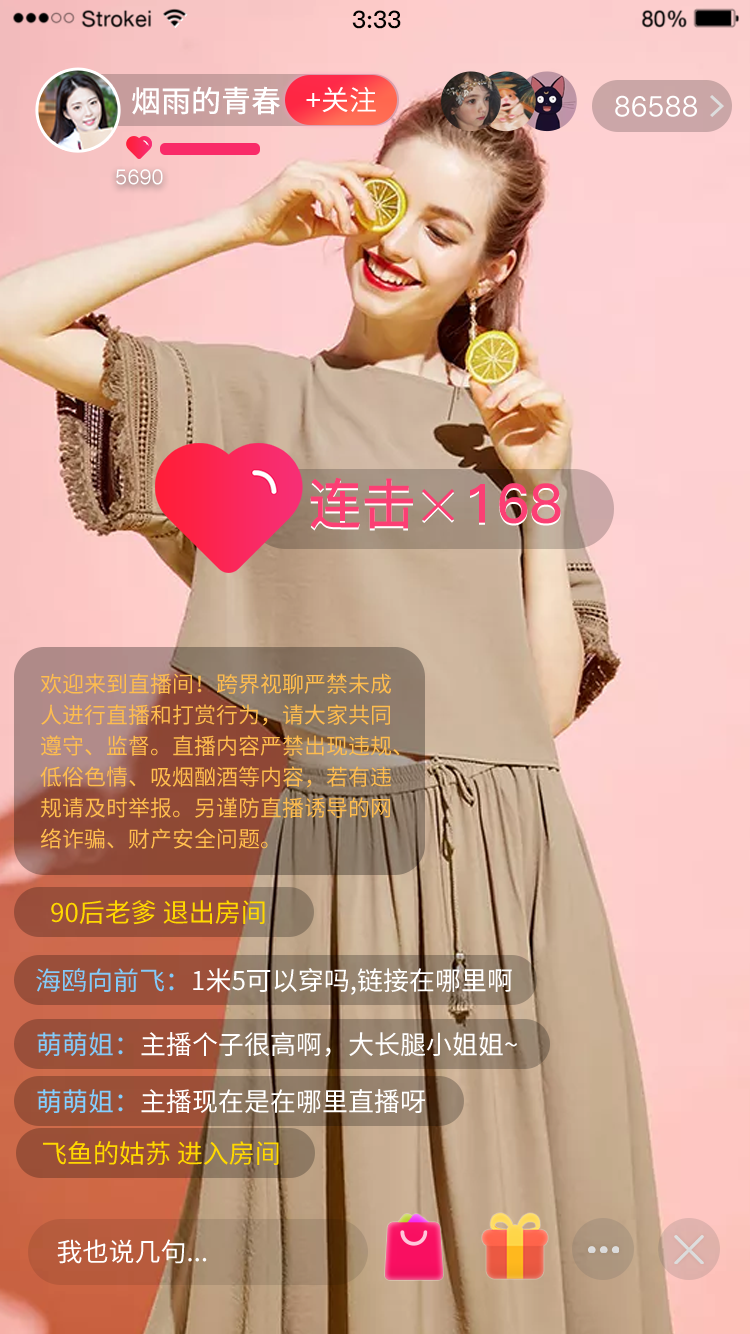 Strokei
3:33
80%
烟雨的青春
+关注
86588
5690
连击×168
欢迎来到直播间！跨界视聊严禁未成
人进行直播和打赏行为，请大家共同
遵守、监督。直播内容严禁出现违规、
低俗色情、吸烟酗酒等内容，若有违
规请及时举报。另谨防直播诱导的网
络诈骗、财产安全问题。
90后老爹 退出房间
海鸥向前飞：1米5可以穿吗,链接在哪里啊
萌萌姐：主播个子很高啊，大长腿小姐姐~
萌萌姐：主播现在是在哪里直播呀
飞鱼的姑苏 进入房间
我也说几句...